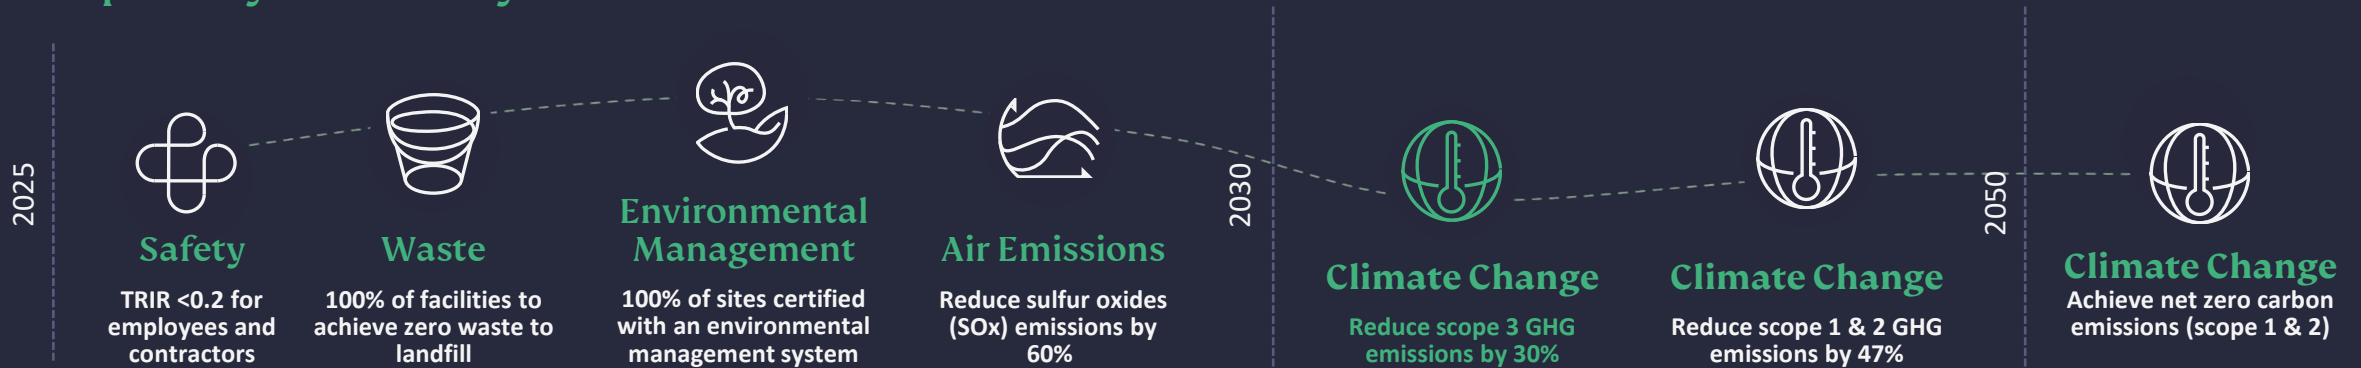 2025
Safety
TRIR <0.2 for
employees and
contractors
Waste
100% of facilities to
achieve zero waste to
landfill
Environmental
Management
100% of sites certified
with an environmental
management system
Air Emissions
Reduce sulfur oxides
(SOx) emissions by
60%
2030
Climate Change
Reduce scope 3 GHG
emissions by 30%
Climate Change
Reduce scope 1 & 2 GHG
emissions by 47%
2050
Climate Change
Achieve net zero carbon
emissions (scope 1 & 2)